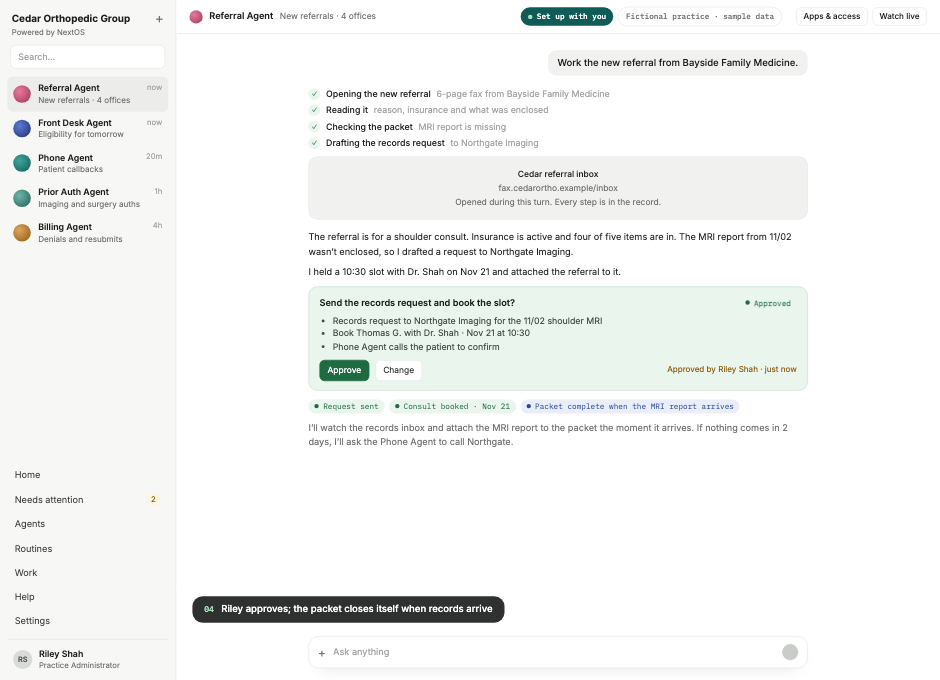 Cedar Orthopedic Group
+
Powered by NextOS
Search...
Referral Agent
now
New referrals · 4 offices
Front Desk Agent
now
Eligibility for tomorrow
Phone Agent
20m
Patient callbacks
Prior Auth Agent
1h
Imaging and surgery auths
Billing Agent
4h
Denials and resubmits
Home
Needs attention
2
Agents
Routines
Work
Help
Settings
RS
Riley Shah
Practice Administrator
Referral Agent New referrals · 4 offices
Set up with you
Fictional practice · sample data
Apps & access
Watch live
Work the new referral from Bayside Family Medicine.
Opening the new referral 6-page fax from Bayside Family Medicine
Reading it reason, insurance and what was enclosed
Checking the packet MRI report is missing
Drafting the records request to Northgate Imaging
Cedar referral inbox
fax.cedarortho.example/inbox
Opened during this turn. Every step is in the record.
The referral is for a shoulder consult. Insurance is active and four of five items are in. The MRI report from 11/02
wasn't enclosed, so I drafted a request to Northgate Imaging.
I held a 10:30 slot with Dr. Shah on Nov 21 and attached the referral to it.
Send the records request and book the slot?
Approved
• Records request to Northgate Imaging for the 11/02 shoulder MRI
• Book Thomas G. with Dr. Shah · Nov 21 at 10:30
• Phone Agent calls the patient to confirm
Approve
Change
Approved by Riley Shah · just now
Request sent
Consult booked · Nov 21
Packet complete when the MRI report arrives
I'll watch the records inbox and attach the MRI report to the packet the moment it arrives. If nothing comes in 2
days, I'll ask the Phone Agent to call Northgate.
04 Riley approves; the packet closes itself when records arrive
+ Ask anything